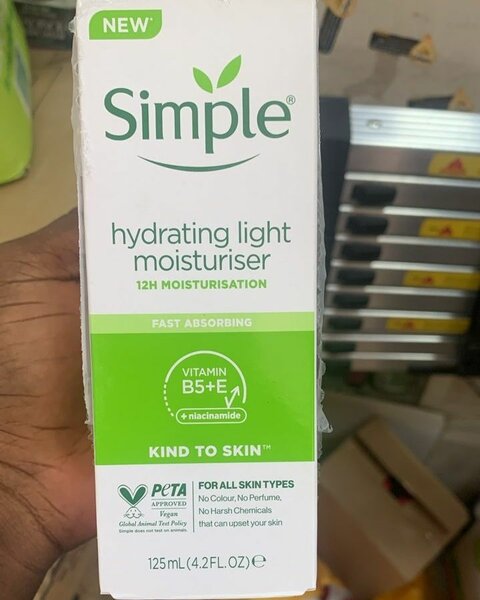 NEW*
Simple®
hydrating light
moisturiser
12H MOISTURISATION
FAST ABSORBING
VITAMIN
B5+E
+ niacinamide
KIND TO SKIN™
PeTA
APPROVED
Vegan
Global Animal Test Policy
Simple does not test on animals.
FOR ALL SKIN TYPES
No Colour, No Perfume,
No Harsh Chemicals
that can upset your skin
125mL(4.2FL.OZ)℮